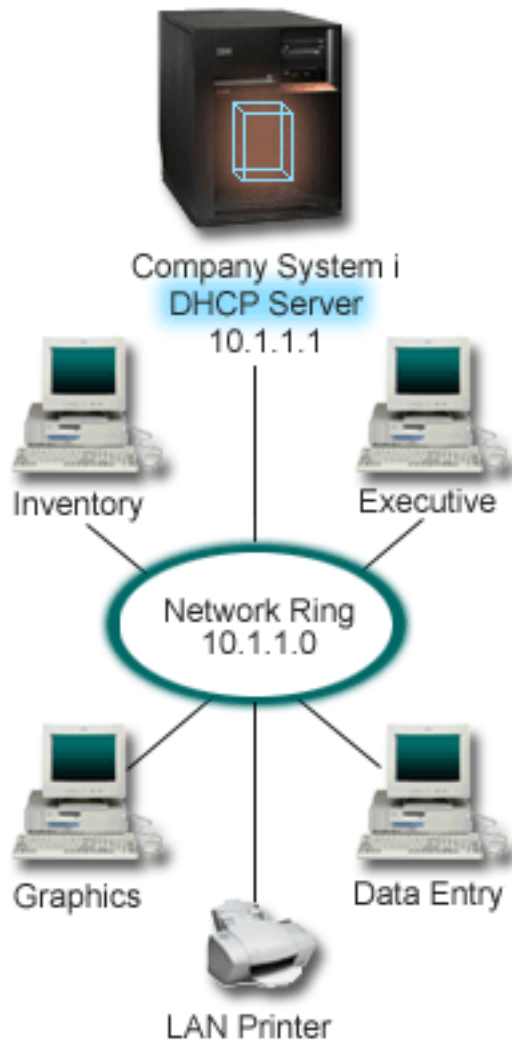 Company System i
DHCP Server
10.1.1.1
Inventory
Executive
Network Ring
10.1.1.0
Graphics
Data Entry
LAN Printer